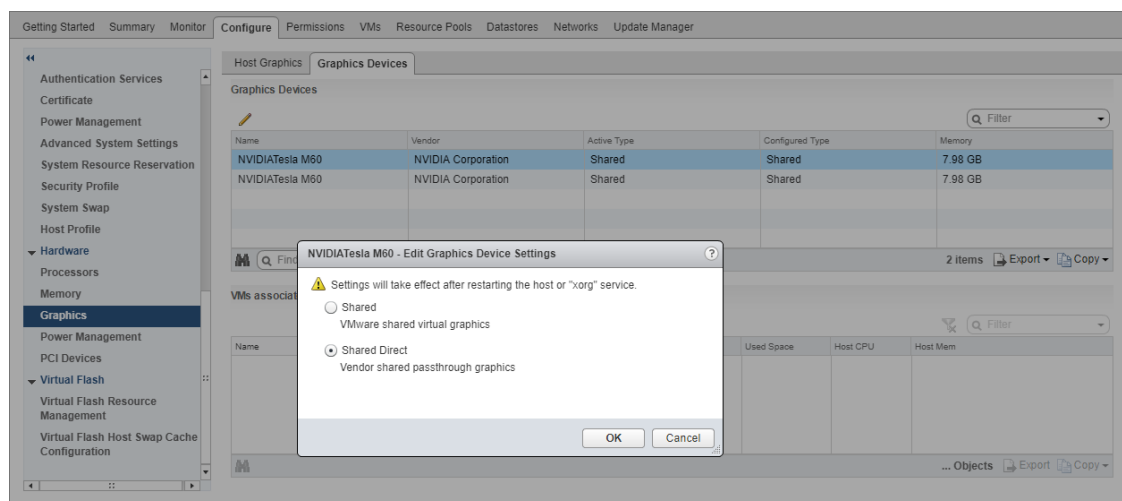 Getting Started Summary Monitor Configure Permissions VMs Resource Pools Datastores Networks Update Manager
Authentication Services
Certificate
Power Management
Advanced System Settings
System Resource Reservation
Security Profile
System Swap
Host Profile
Hardware
Processors
Memory
Graphics
Power Management
PCI Devices
Virtual Flash
Virtual Flash Resource
Management
Virtual Flash Host Swap Cache
Configuration
Host Graphics Graphics Devices
Graphics Devices
Filter
Name Vendor Active Type Configured Type Memory
NVIDIATesla M60 NVIDIA Corporation Shared Shared 7.98 GB
NVIDIATesla M60 NVIDIA Corporation Shared Shared 7.98 GB
Find
2 items Export Copy
VMs associat
Filter
Name Used Space Host CPU Host Mem
... Objects Export Copy
NVIDIATesla M60 - Edit Graphics Device Settings ?
Settings will take effect after restarting the host or "xorg" service.
Shared
VMware shared virtual graphics
Shared Direct
Vendor shared passthrough graphics
OK Cancel